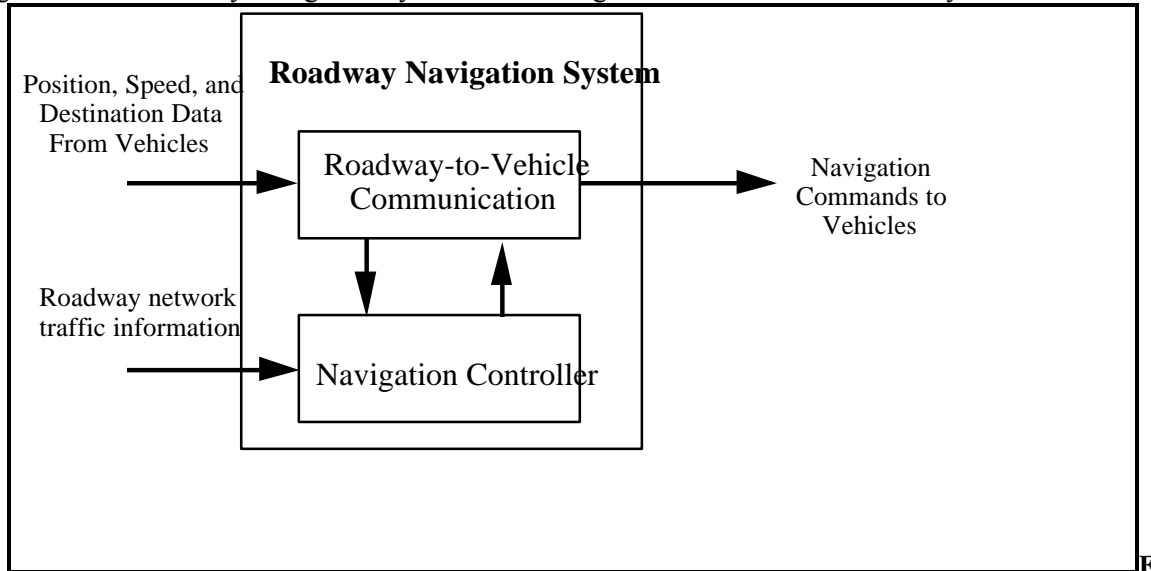 Roadway Navigation System
Position, Speed, and
Destination Data
From Vehicles
Roadway-to-Vehicle
Communication
Navigation
Commands to
Vehicles
Roadway network
traffic information
Navigation Controller